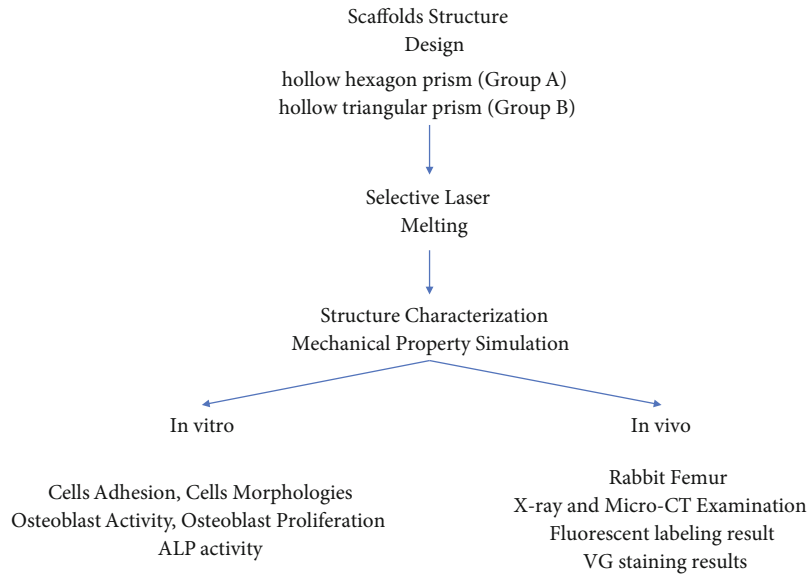 Scaffolds Structure
Design
hollow hexagon prism (Group A)
hollow triangular prism (Group B)
Selective Laser
Melting
Structure Characterization
Mechanical Property Simulation
In vitro
Cells Adhesion, Cells Morphologies
Osteoblast Activity, Osteoblast Proliferation
ALP activity
In vivo
Rabbit Femur
X-ray and Micro-CT Examination
Fluorescent labeling result
VG staining results